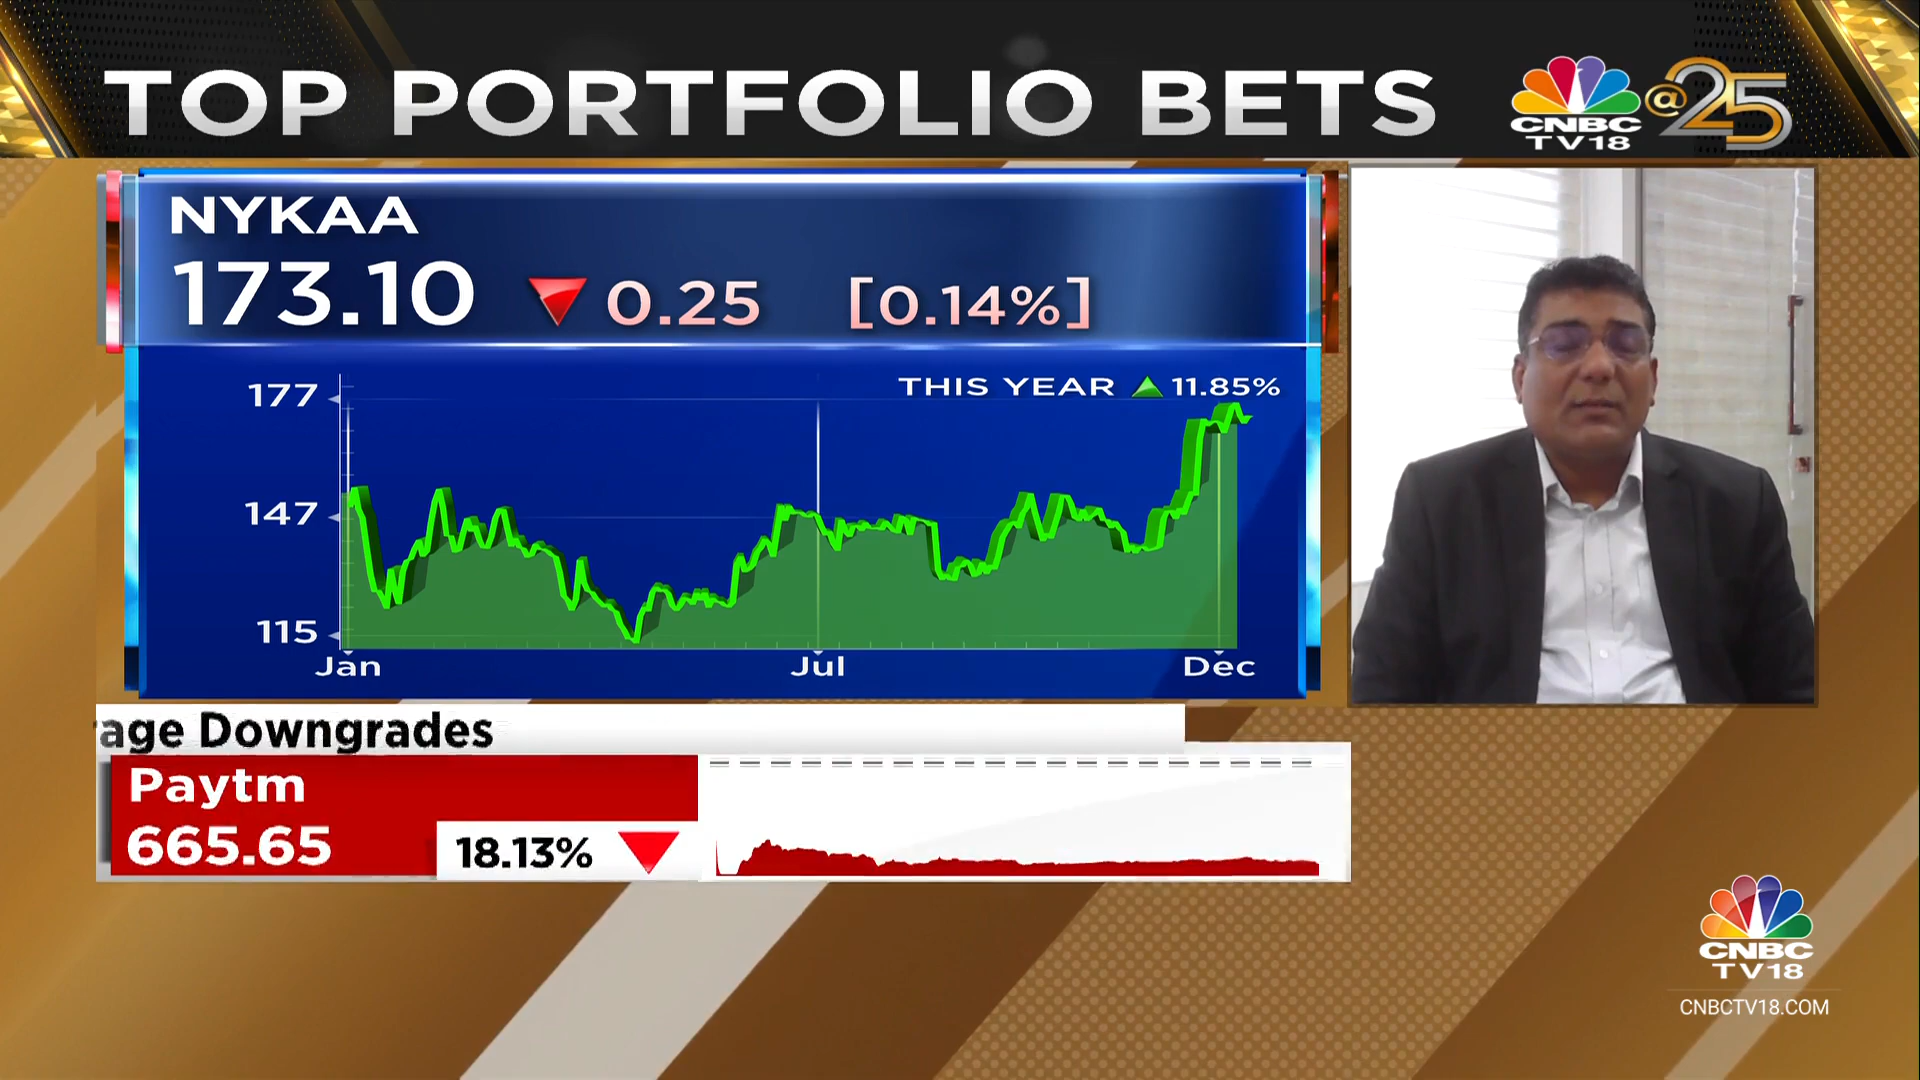 TOP PORTFOLIO BETS
CNBC
TV18
@25
NYKAA
173.10 0.25 [0.14%]
THIS YEAR 11.85%
177
147
115
Jan Jul Dec
age Downgrades
Paytm
665.65
18.13%
CNBC
TV18
CNBCTV18.COM